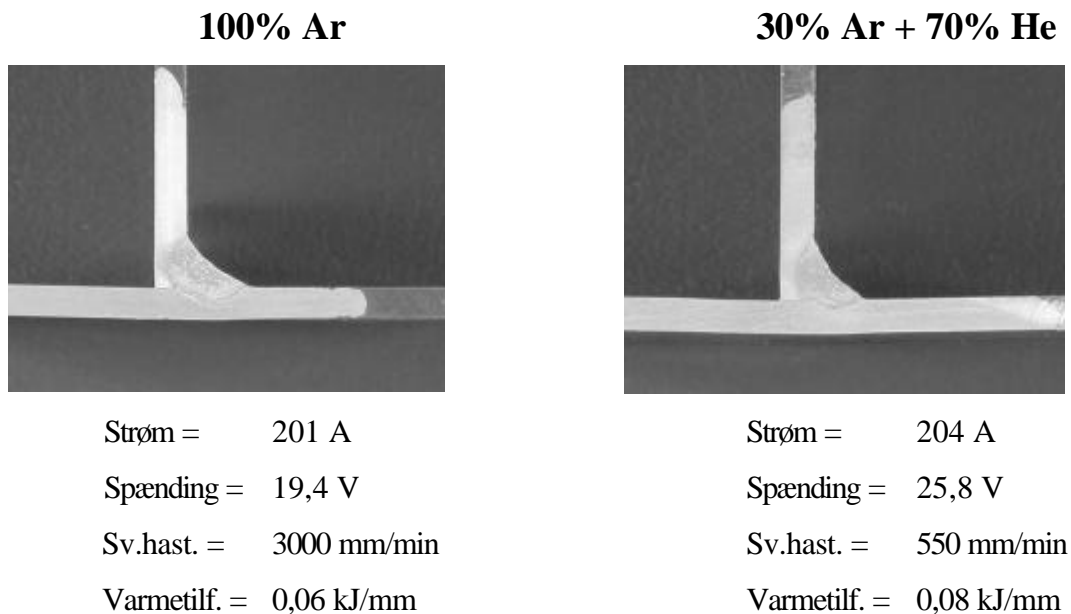 100% Ar
30% Ar + 70% He
Strøm = 201 A
Spænding = 19,4 V
Sv.hast. = 3000 mm/min
Varmetilf. = 0,06 kJ/mm
Strøm = 204 A
Spænding = 25,8 V
Sv.hast. = 550 mm/min
Varmetilf. = 0,08 kJ/mm